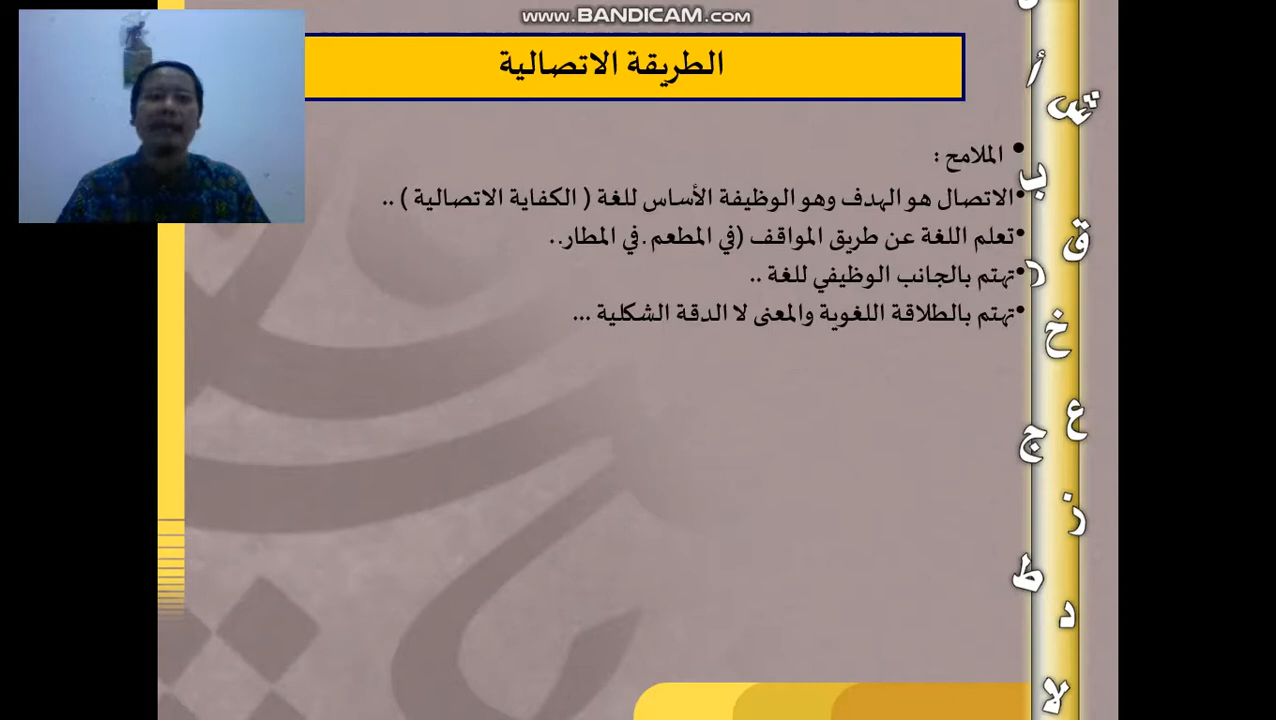 WWW.BANDICAM.COM
الطريقة الاتصالية
• الملامح :
•الاتصال هو الهدف وهو الوظيفة الأساس للغة ( الكفاية الاتصالية ) ..
•تعلم اللغة عن طريق المواقف (في المطعم .في المطار. .
•تهتم بالجانب الوظيفي للغة ..
•تهتم بالطلاقة اللغوية والمعنى لا الدقة الشكلية ...
أ
ب
ق
خ
ع
ج
ز
ط
د
لا